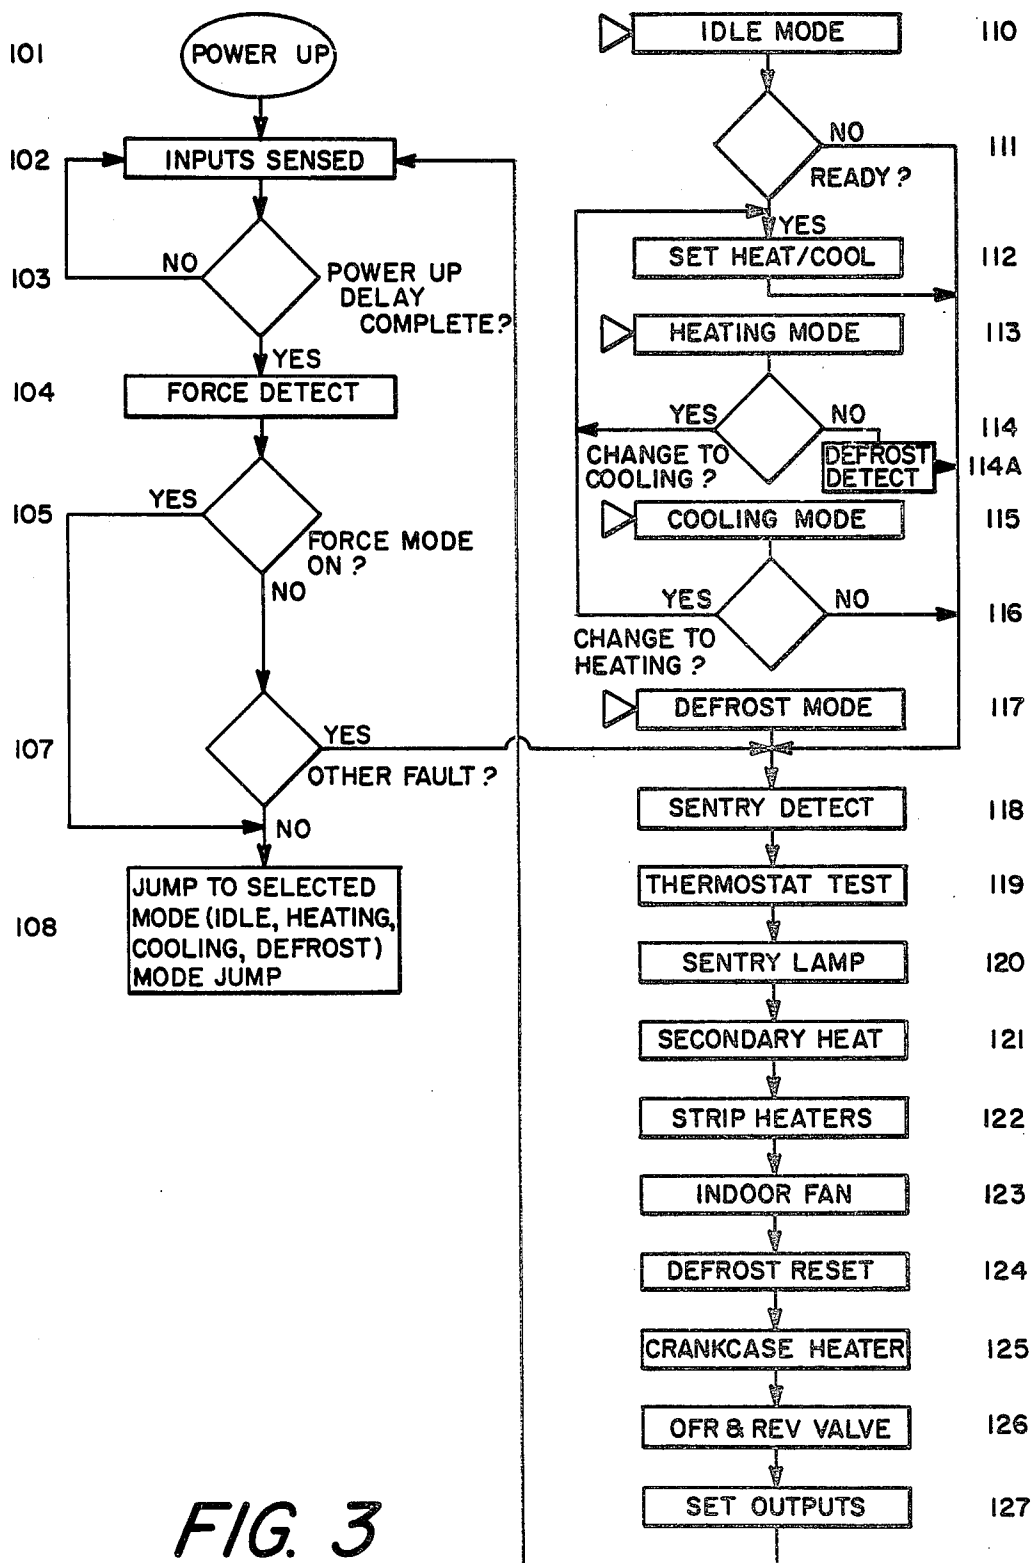 101
POWER UP
102
INPUTS SENSED
103
NO
POWER UP
DELAY
COMPLETE?
YES
104
FORCE DETECT
105
YES
FORCE MODE
ON?
NO
107
YES
OTHER FAULT?
NO
108
JUMP TO SELECTED
MODE (IDLE, HEATING,
COOLING, DEFROST)
MODE JUMP
IDLE MODE
110
NO
111
READY?
YES
SET HEAT/COOL
112
HEATING MODE
113
YES
NO
114
CHANGE TO
COOLING?
DEFROST
DETECT
114A
COOLING MODE
115
YES
NO
116
CHANGE TO
HEATING?
DEFROST MODE
117
SENTRY DETECT
118
THERMOSTAT TEST
119
SENTRY LAMP
120
SECONDARY HEAT
121
STRIP HEATERS
122
INDOOR FAN
123
DEFROST RESET
124
CRANKCASE HEATER
125
OFR & REV VALVE
126
SET OUTPUTS
127
FIG. 3